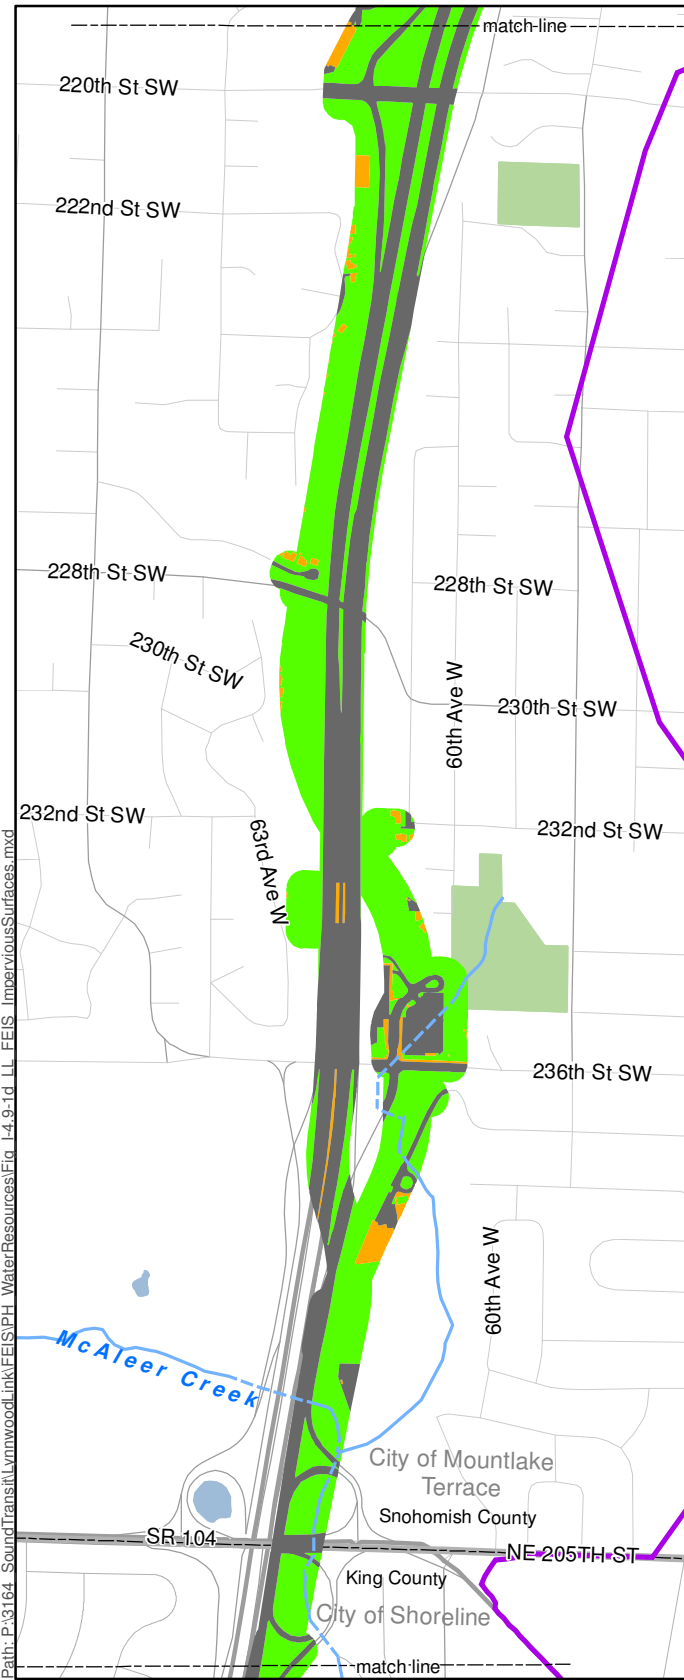 match line
220th St SW
222nd St SW
228th St SW
228th St SW
230th St SW
60th Ave W
230th St SW
232nd St SW
63rd Ave W
232nd St SW
236th St SW
60th Ave W
McAleer Creek
City of Mountlake
Terrace
Snohomish County
SR 104
NE 205TH ST
King County
City of Shoreline
match line
Path: P:\3164_SoundTransit\LynnwoodLink\FEIS\PH_WaterResources\Fig_I-4.9-1d_LL_FEIS_ImperviousSurfaces.mxd